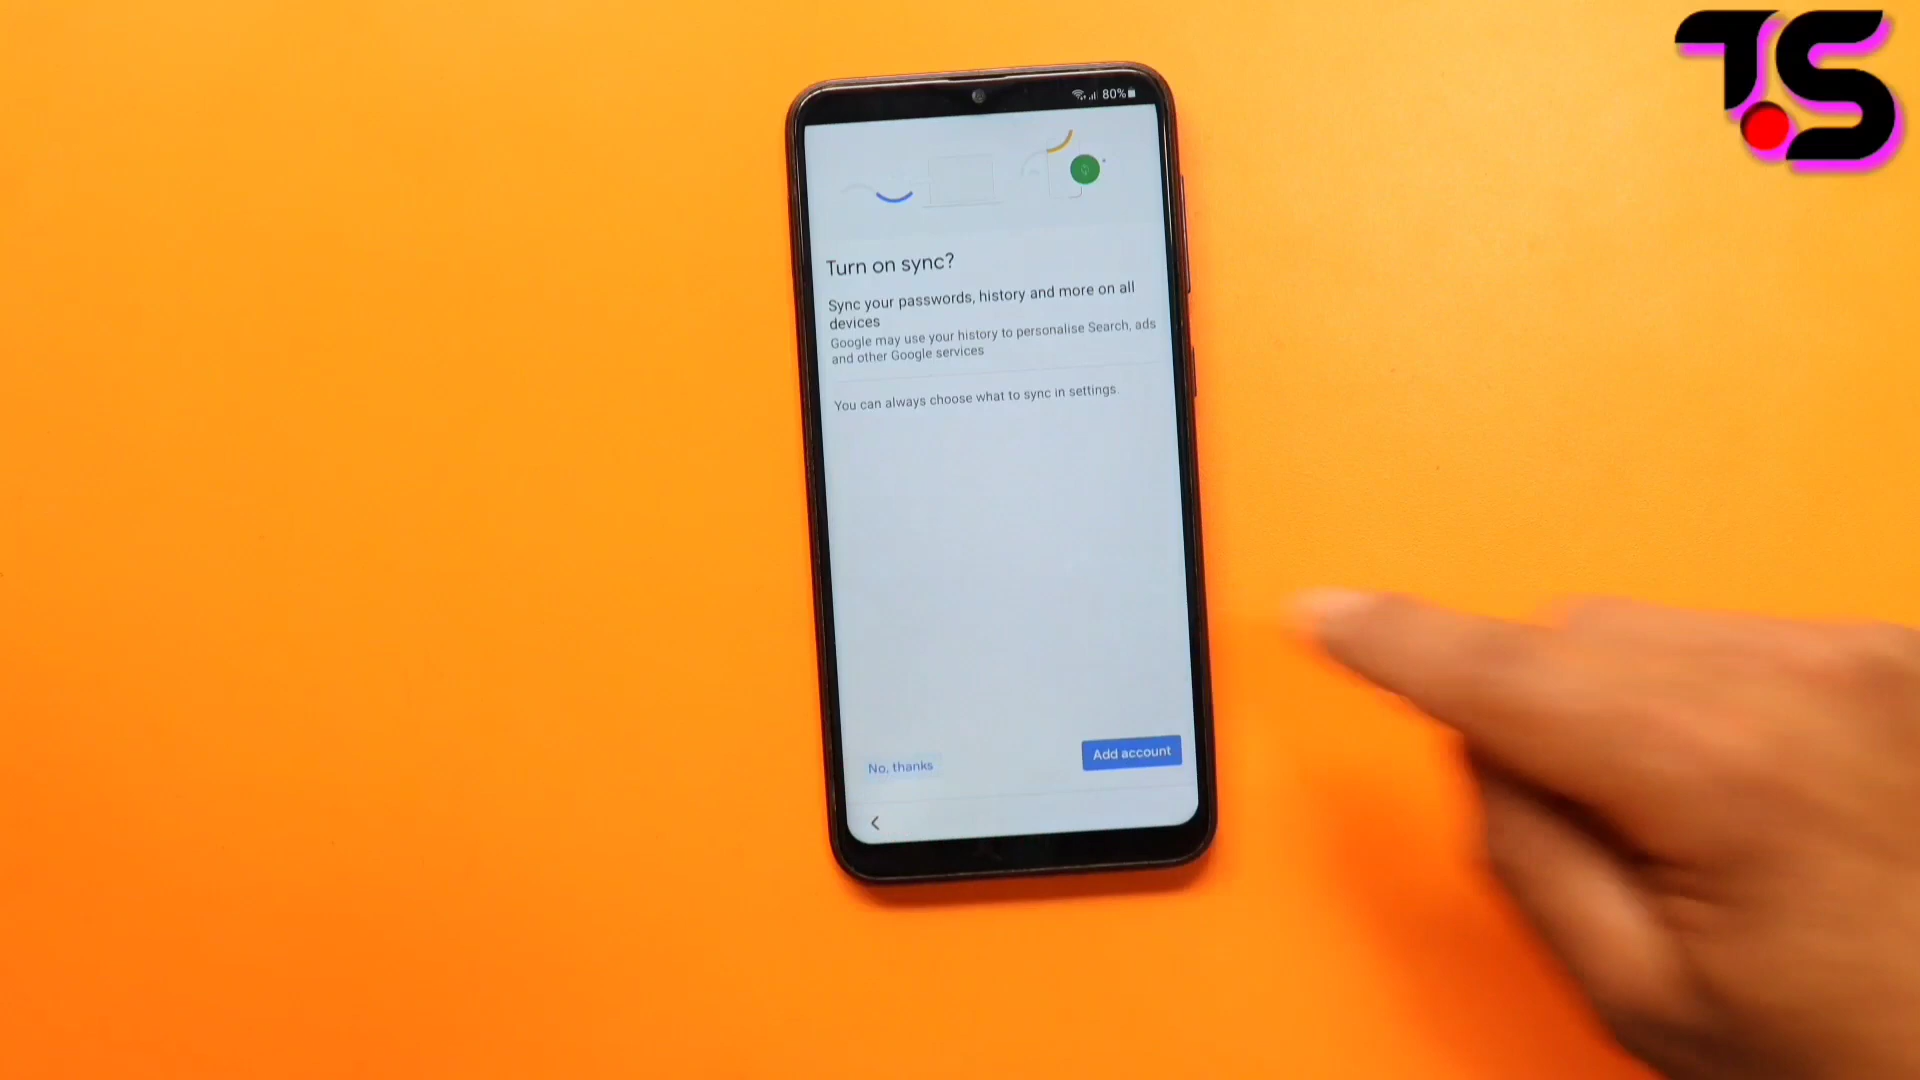 TS
80%
Turn on sync?
Sync your passwords, history and more on all
devices
Google may use your history to personalise Search, ads
and other Google services
You can always choose what to sync in settings.
No, thanks
Add account